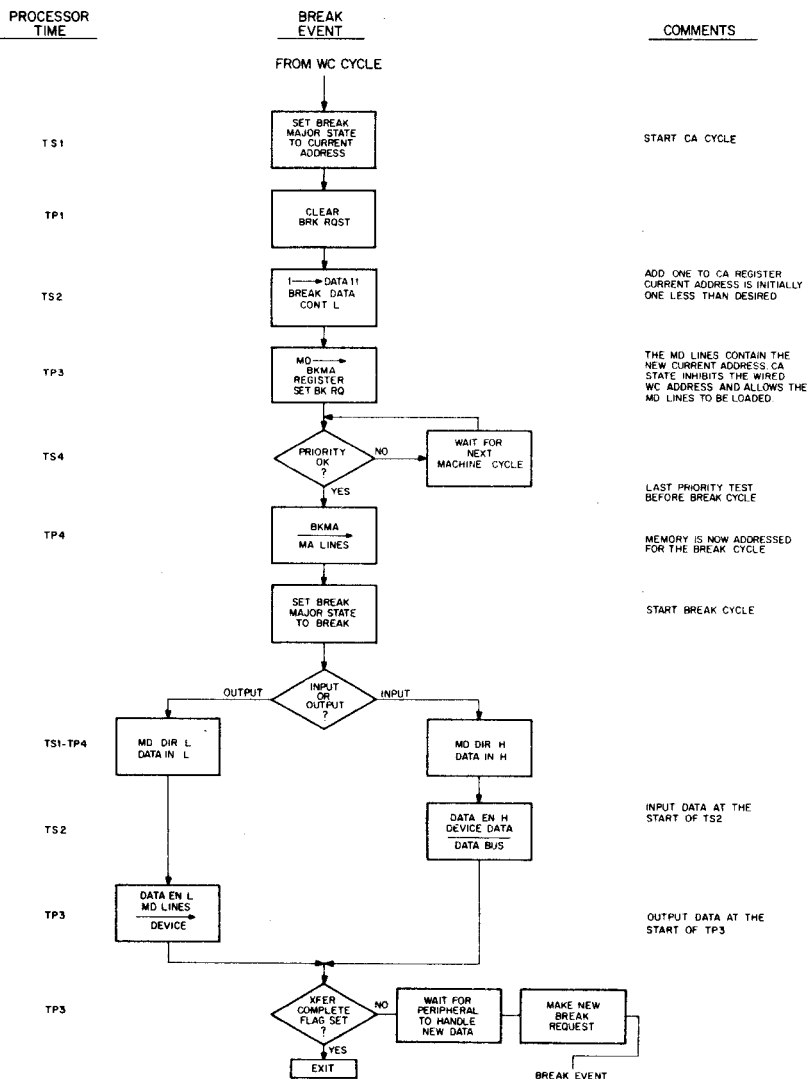 PROCESSOR
TIME
BREAK
EVENT
COMMENTS
FROM WC CYCLE
TS1
SET BREAK
MAJOR STATE
TO CURRENT
ADDRESS
START CA CYCLE
TP1
CLEAR
BRK RQST
TS2
1 → DATA 11
BREAK DATA
CONT L
ADD ONE TO CA REGISTER
CURRENT ADDRESS IS INITIALLY
ONE LESS THAN DESIRED
TP3
MD →
BKMA
REGISTER
SET BK RQ
THE MD LINES CONTAIN THE
NEW CURRENT ADDRESS. CA
STATE INHIBITS THE WIRED
WC ADDRESS AND ALLOWS THE
MD LINES TO BE LOADED.
TS4
PRIORITY
OK
?
NO
WAIT FOR
NEXT
MACHINE CYCLE
YES
LAST PRIORITY TEST
BEFORE BREAK CYCLE
TP4
BKMA
→
MA LINES
MEMORY IS NOW ADDRESSED
FOR THE BREAK CYCLE
SET BREAK
MAJOR STATE
TO BREAK
START BREAK CYCLE
OUTPUT
INPUT
OR
OUTPUT
?
INPUT
TS1-TP4
MD DIR L
DATA IN L
MD DIR H
DATA IN H
TS2
DATA EN H
DEVICE DATA
DATA BUS
INPUT DATA AT THE
START OF TS2
TP3
DATA EN L
MD LINES
→
DEVICE
OUTPUT DATA AT THE
START OF TP3
TP3
XFER
COMPLETE
FLAG SET
?
NO
WAIT FOR
PERIPHERAL
TO HANDLE
NEW DATA
MAKE NEW
BREAK
REQUEST
YES
EXIT
BREAK EVENT